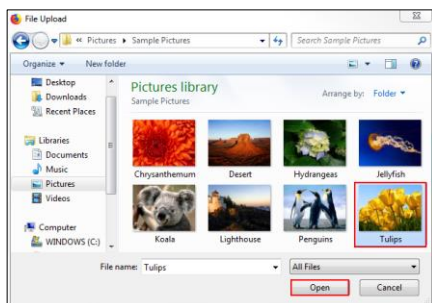 File Upload
« Pictures ▸ Sample Pictures
Search Sample Pictures
Organize ▾ New folder
Desktop
Downloads
Recent Places
Libraries
Documents
Music
Pictures
Videos
Computer
WINDOWS (C:)
Pictures library
Sample Pictures
Arrange by: Folder ▾
Chrysanthemum Desert Hydrangeas Jellyfish
Koala Lighthouse Penguins Tulips
File name: Tulips
All Files
Open Cancel